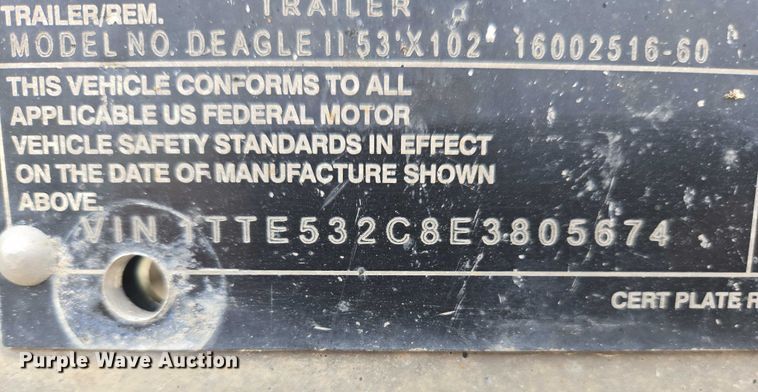 TRAILER/REM. TRAILER
MODEL NO. DEAGLE II 53'X102" 16002516-60
THIS VEHICLE CONFORMS TO ALL
APPLICABLE US FEDERAL MOTOR
VEHICLE SAFETY STANDARDS IN EFFECT
ON THE DATE OF MANUFACTURE SHOWN
ABOVE.
VIN 1TTE532C8E3805674
CERT PLATE R
Purple Wave Auction